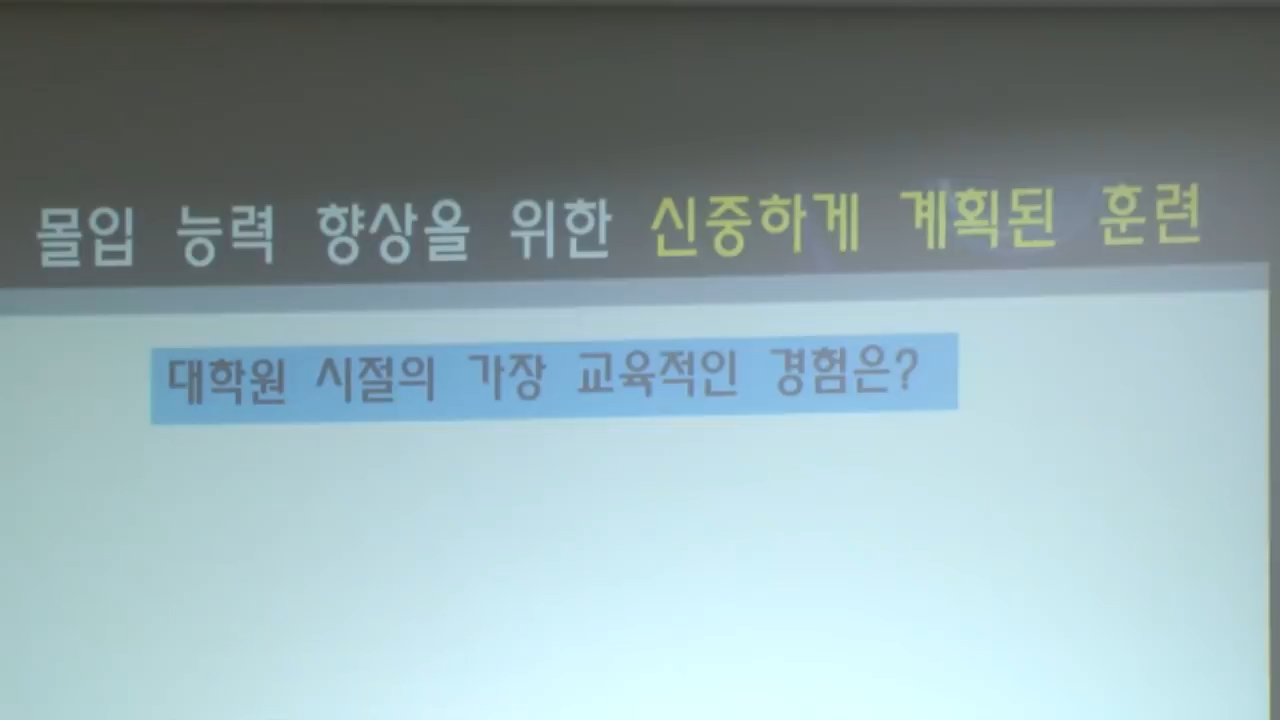 몰입 능력 향상을 위한 신중하게 계획된 훈련
대학원 시절의 가장 교육적인 경험은?